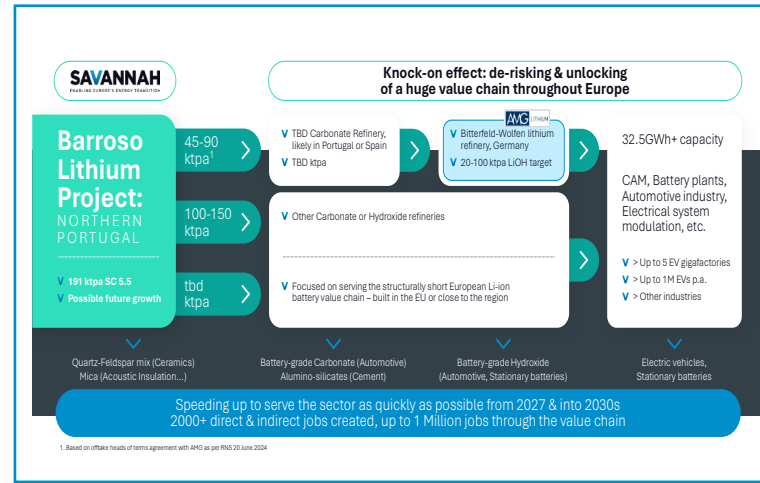 SAVANNAH
ENABLING EUROPE'S ENERGY TRANSITION
Knock-on effect: de-risking & unlocking
of a huge value chain throughout Europe
Barroso
Lithium
Project:
NORTHERN
PORTUGAL
191 ktpa SC 5.5
Possible future growth
45-90
ktpa1
100-150
ktpa
tbd
ktpa
TBD Carbonate Refinery,
likely in Portugal or Spain
TBD ktpa
AMG LITHIUM
Bitterfeld-Wolfen lithium
refinery, Germany
20-100 ktpa LiOH target
Other Carbonate or Hydroxide refineries
Focused on serving the structurally short European Li-ion
battery value chain – built in the EU or close to the region
32.5GWh+ capacity
CAM, Battery plants,
Automotive industry,
Electrical system
modulation, etc.
> Up to 5 EV gigafactories
> Up to 1M EVs p.a.
> Other industries
Quartz-Feldspar mix (Ceramics)
Mica (Acoustic Insulation...)
Battery-grade Carbonate (Automotive)
Alumino-silicates (Cement)
Battery-grade Hydroxide
(Automotive, Stationary batteries)
Electric vehicles,
Stationary batteries
Speeding up to serve the sector as quickly as possible from 2027 & into 2030s
2000+ direct & indirect jobs created, up to 1 Million jobs through the value chain
1. Based on offtake heads of terms agreement with AMG as per RNS 20 June 2024